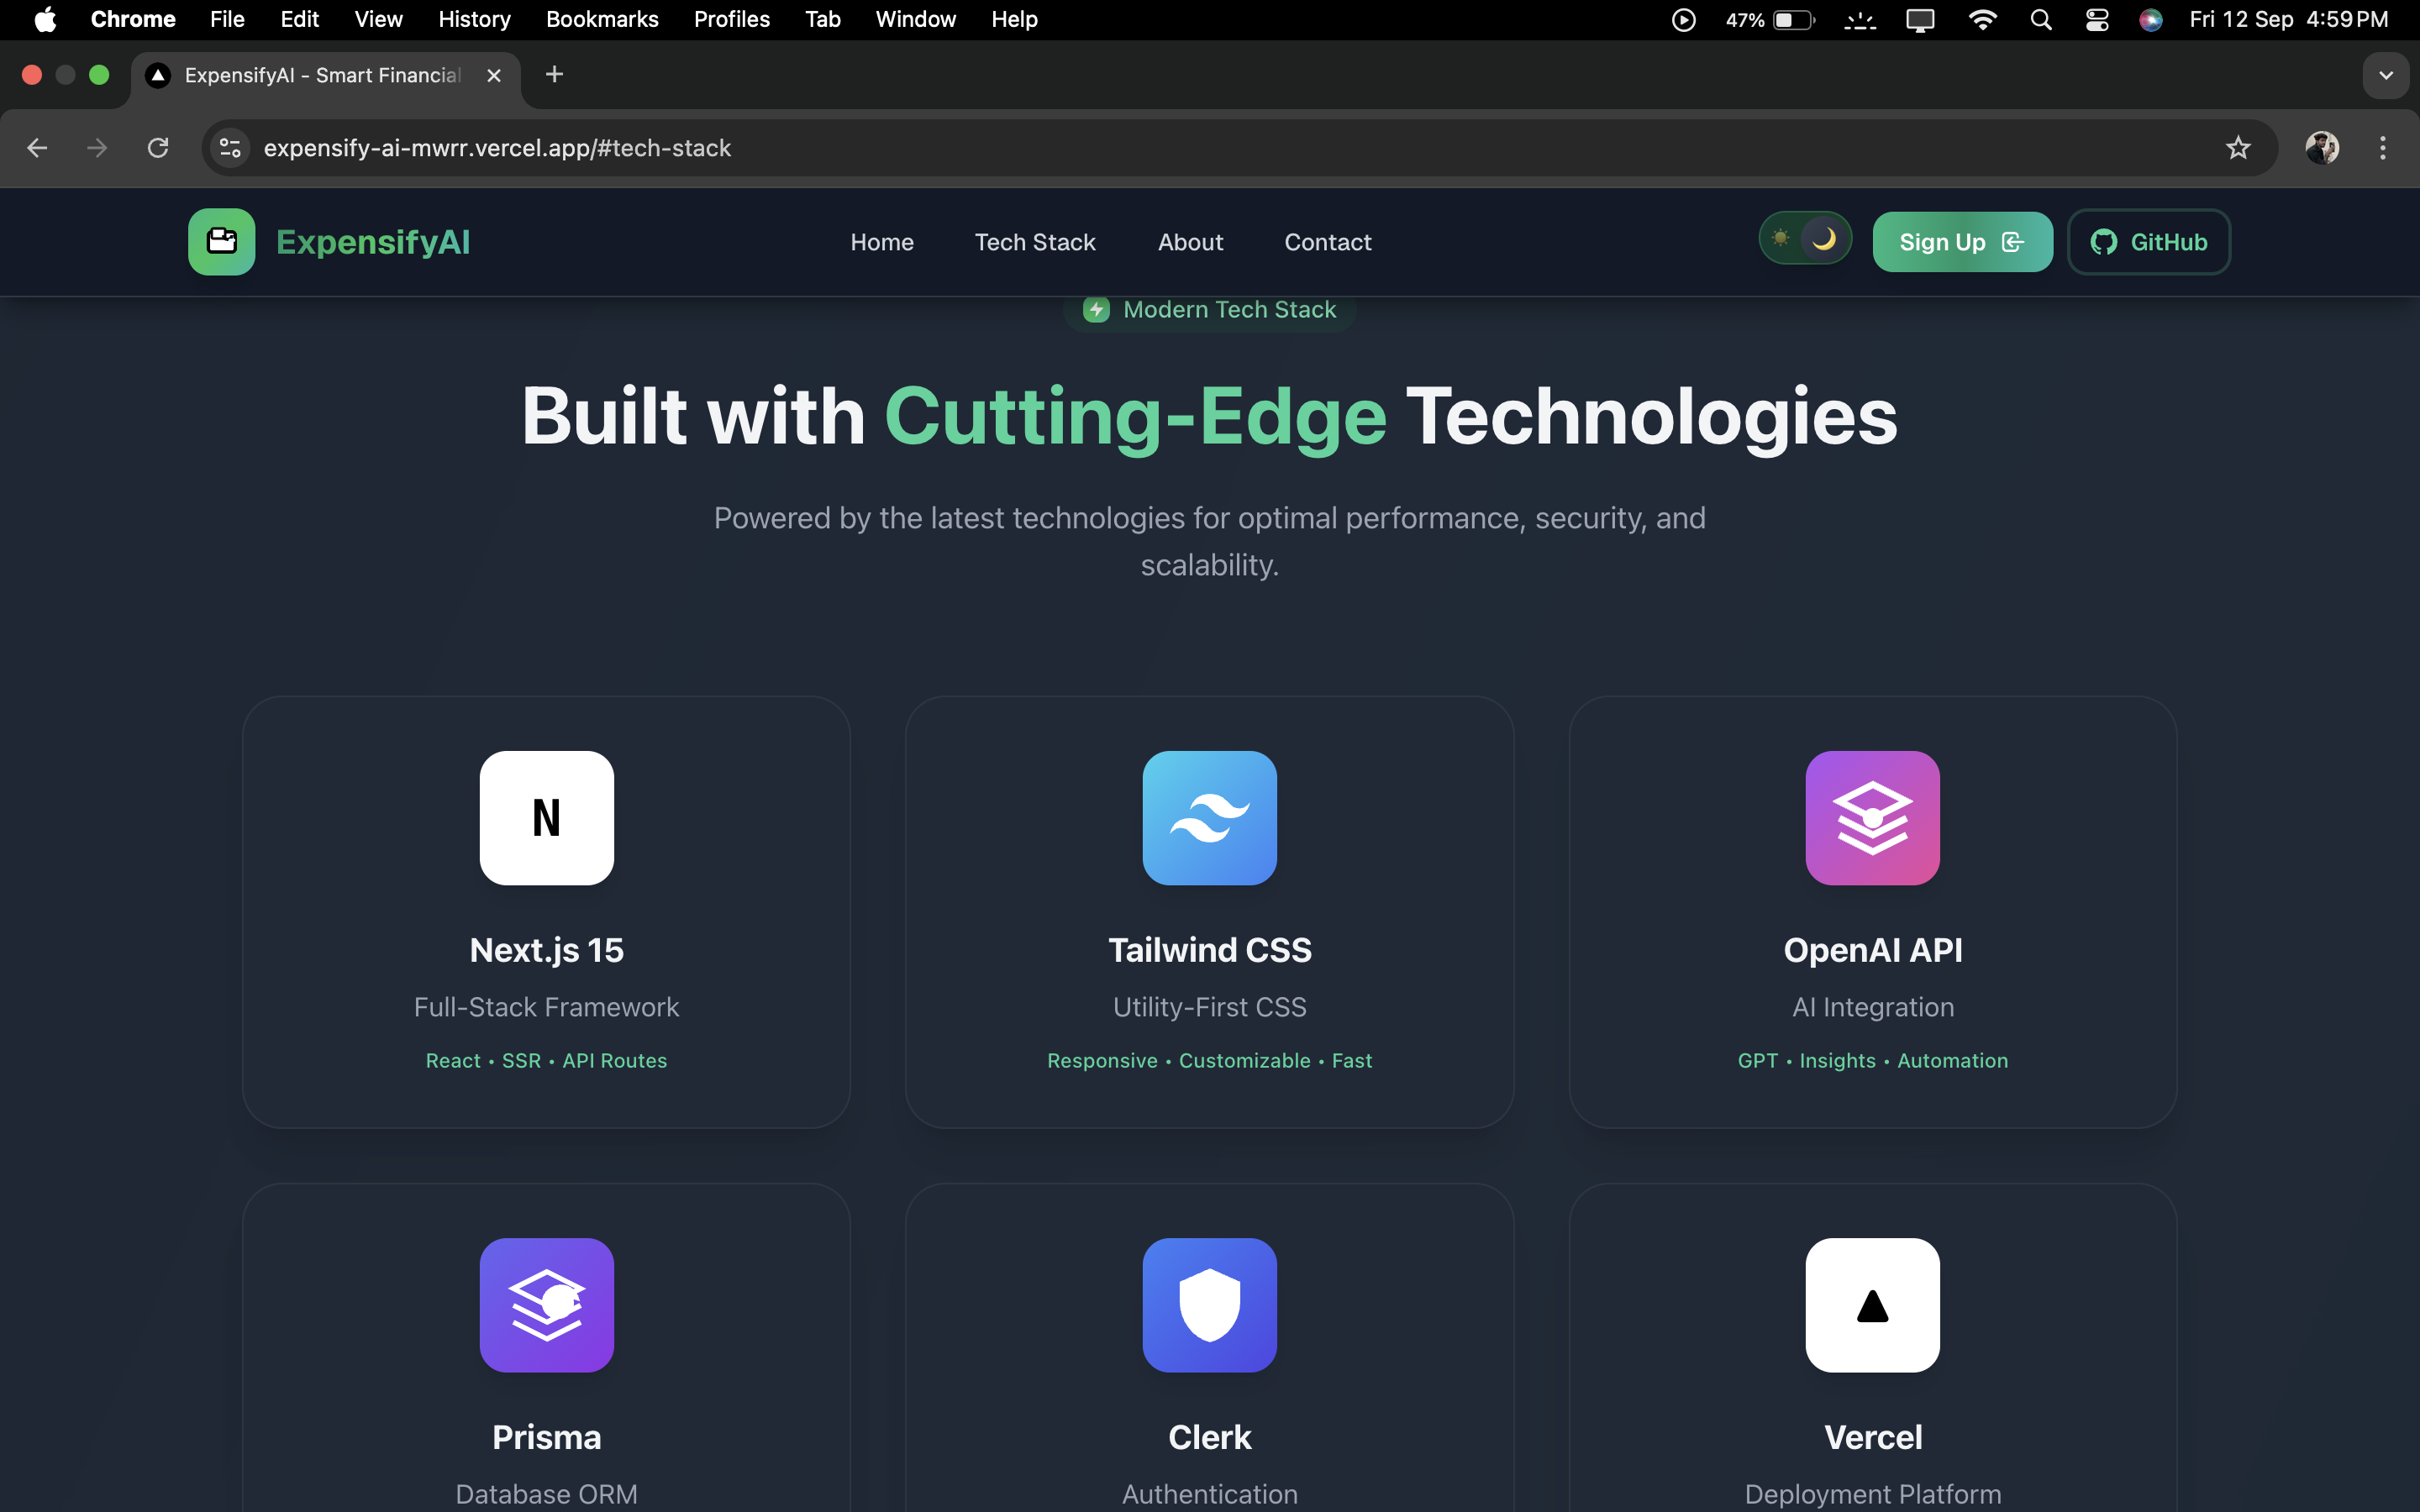 Chrome File Edit View History Bookmarks Profiles Tab Window Help 47% Fri 12 Sep 4:59 PM
ExpensifyAI - Smart Financial
expensify-ai-mwrr.vercel.app/#tech-stack
ExpensifyAI Home Tech Stack About Contact Sign Up GitHub
Modern Tech Stack
Built with Cutting-Edge Technologies
Powered by the latest technologies for optimal performance, security, and
scalability.
N
Next.js 15
Full-Stack Framework
React • SSR • API Routes
Tailwind CSS
Utility-First CSS
Responsive • Customizable • Fast
OpenAI API
AI Integration
GPT • Insights • Automation
Prisma
Database ORM
Clerk
Authentication
Vercel
Deployment Platform